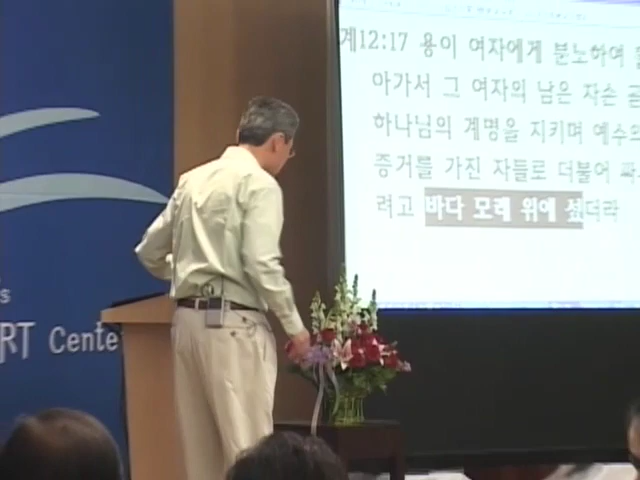 계12:17 용이 여자에게 분노하여
아가서 그 여자의 남은 자손
하나님의 계명을 지키며 예수의
증거를 가진 자들로 더불어
려고 바다 모래 위에 섰더라
RT Cente